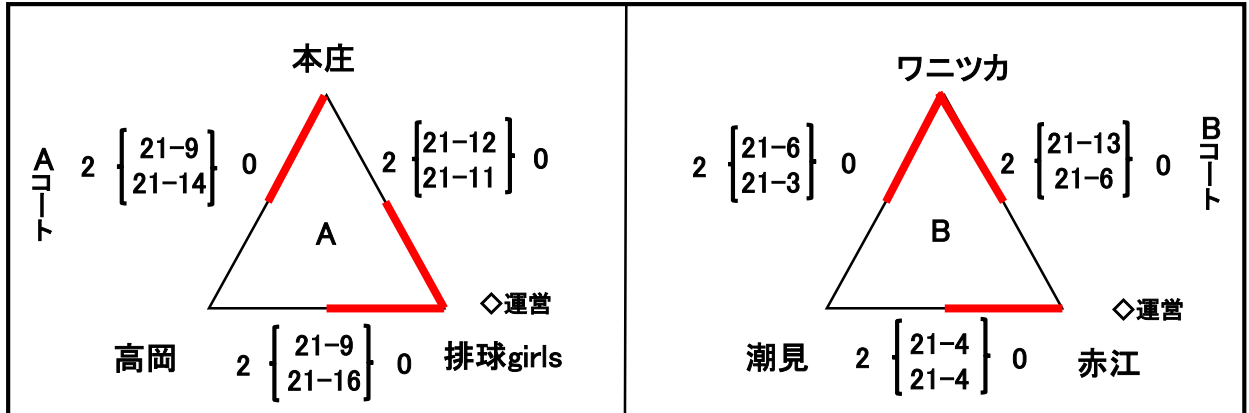 本庄
Aコート
2 21-9 0
21-14
2 21-12 0
21-11
A
◇運営
高岡
2 21-9 0
21-16
排球girls
ワニツカ
2 21-6 0
21-3
2 21-13 0
21-6
Bコート
B
◇運営
潮見
2 21-4 0
21-4
赤江